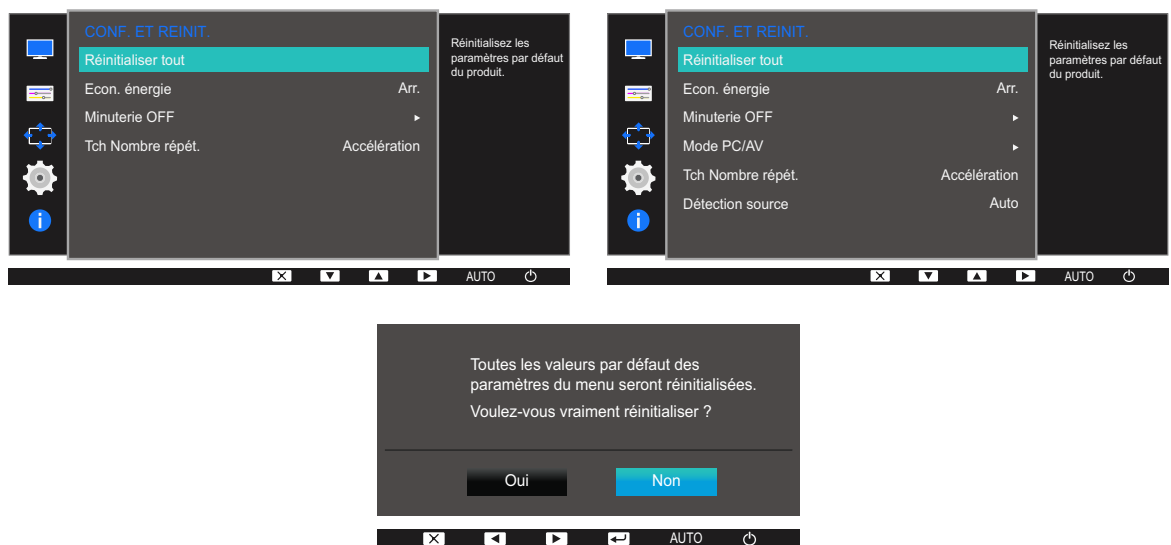 CONF. ET REINIT.
Réinitialiser tout
Econ. énergie Arr.
Minuterie OFF
Tch Nombre répét. Accélération
Réinitialisez les
paramètres par défaut
du produit.
AUTO
CONF. ET REINIT.
Réinitialiser tout
Econ. énergie Arr.
Minuterie OFF
Mode PC/AV
Tch Nombre répét. Accélération
Détection source Auto
Réinitialisez les
paramètres par défaut
du produit.
AUTO
Toutes les valeurs par défaut des
paramètres du menu seront réinitialisées.
Voulez-vous vraiment réinitialiser ?
Oui Non
AUTO